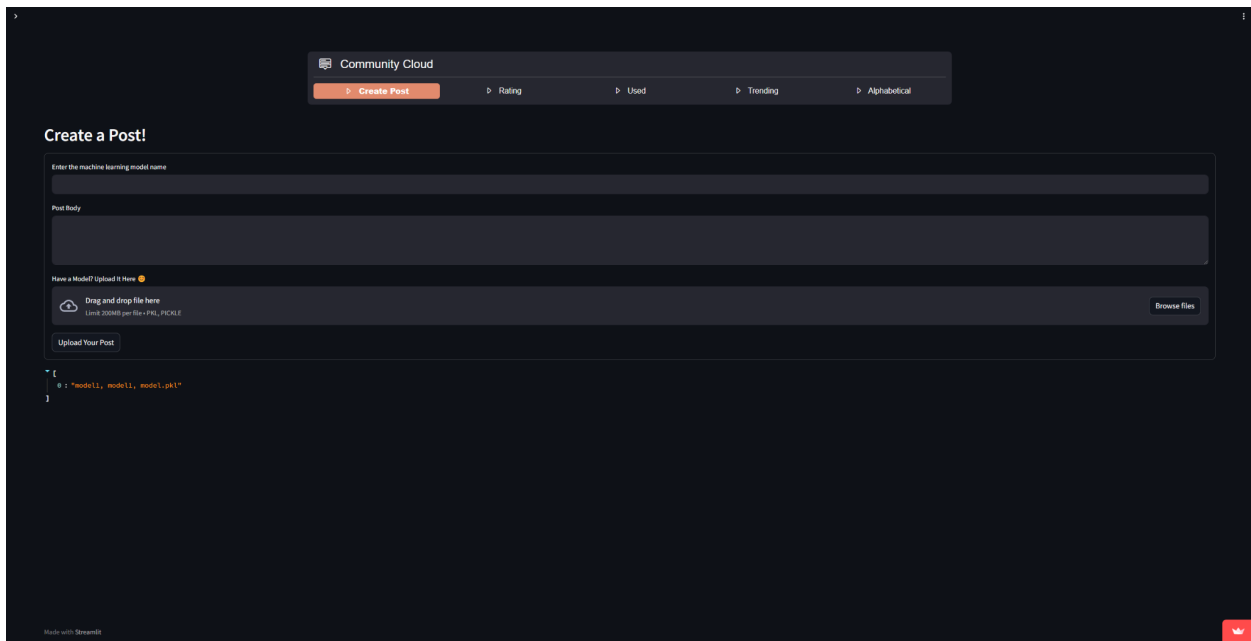 Community Cloud
Create Post Rating Used Trending Alphabetical
Create a Post!
Enter the machine learning model name
Post Body
Have a Model? Upload It Here 😊
Drag and drop file here
Limit 200MB per file • PKL, PICKLE
Browse files
Upload Your Post
[
0 : "model1, model1, model.pkl"
]
Made with Streamlit